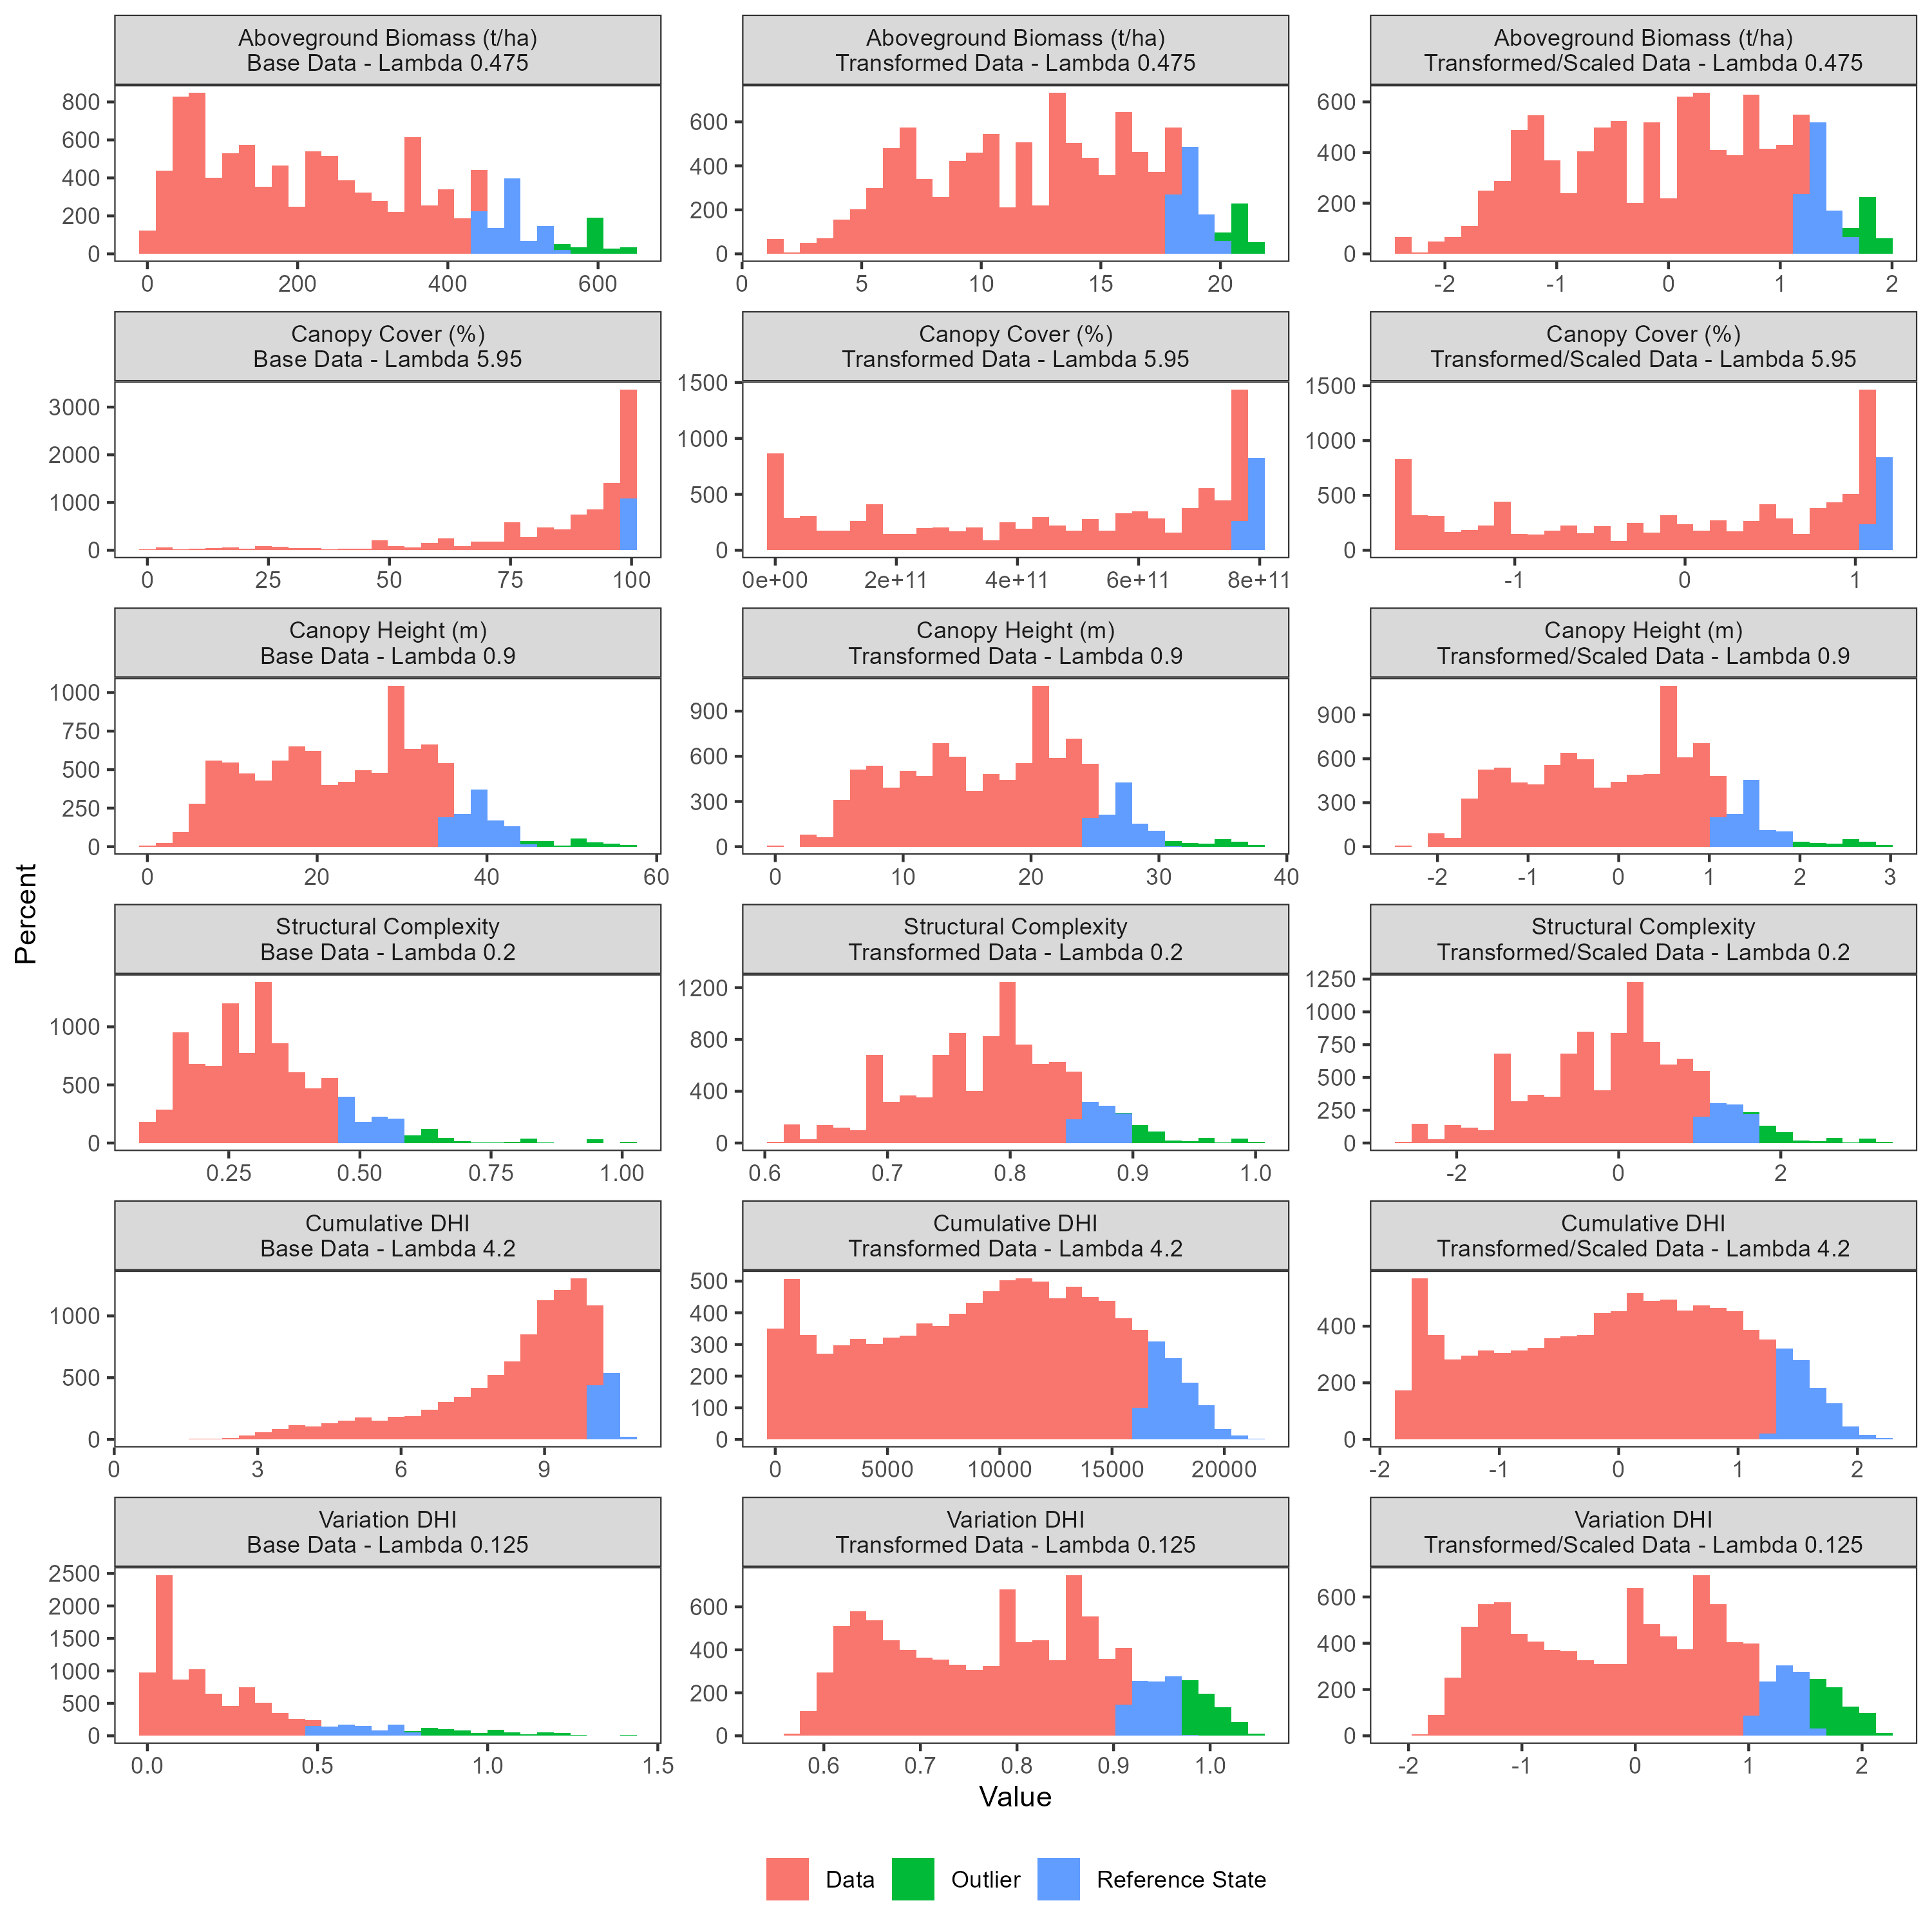 Aboveground Biomass (t/ha)
Base Data - Lambda 0.475
Aboveground Biomass (t/ha)
Transformed Data - Lambda 0.475
Aboveground Biomass (t/ha)
Transformed/Scaled Data - Lambda 0.475
800
600
400
200
0
0 200 400 600
600
400
200
0
0 5 10 15 20
600
400
200
0
-2 -1 0 1 2
Canopy Cover (%)
Base Data - Lambda 5.95
Canopy Cover (%)
Transformed Data - Lambda 5.95
Canopy Cover (%)
Transformed/Scaled Data - Lambda 5.95
3000
2000
1000
0
0 25 50 75 100
1500
1000
500
0
0e+00 2e+11 4e+11 6e+11 8e+11
1500
1000
500
0
-1 0 1
Canopy Height (m)
Base Data - Lambda 0.9
Canopy Height (m)
Transformed Data - Lambda 0.9
Canopy Height (m)
Transformed/Scaled Data - Lambda 0.9
1000
750
500
250
0
0 20 40 60
900
600
300
0
0 10 20 30 40
900
600
300
0
-2 -1 0 1 2 3
Percent
Structural Complexity
Base Data - Lambda 0.2
Structural Complexity
Transformed Data - Lambda 0.2
Structural Complexity
Transformed/Scaled Data - Lambda 0.2
1000
500
0
0.25 0.50 0.75 1.00
1200
800
400
0
0.6 0.7 0.8 0.9 1.0
1250
1000
750
500
250
0
-2 0 2
Cumulative DHI
Base Data - Lambda 4.2
Cumulative DHI
Transformed Data - Lambda 4.2
Cumulative DHI
Transformed/Scaled Data - Lambda 4.2
1000
500
0
0 3 6 9
500
400
300
200
100
0
0 5000 10000 15000 20000
400
200
0
-2 -1 0 1 2
Variation DHI
Base Data - Lambda 0.125
Variation DHI
Transformed Data - Lambda 0.125
Variation DHI
Transformed/Scaled Data - Lambda 0.125
2500
2000
1500
1000
500
0
0.0 0.5 1.0 1.5
600
400
200
0
0.6 0.7 0.8 0.9 1.0
600
400
200
0
-2 -1 0 1 2
Value
Data Outlier Reference State